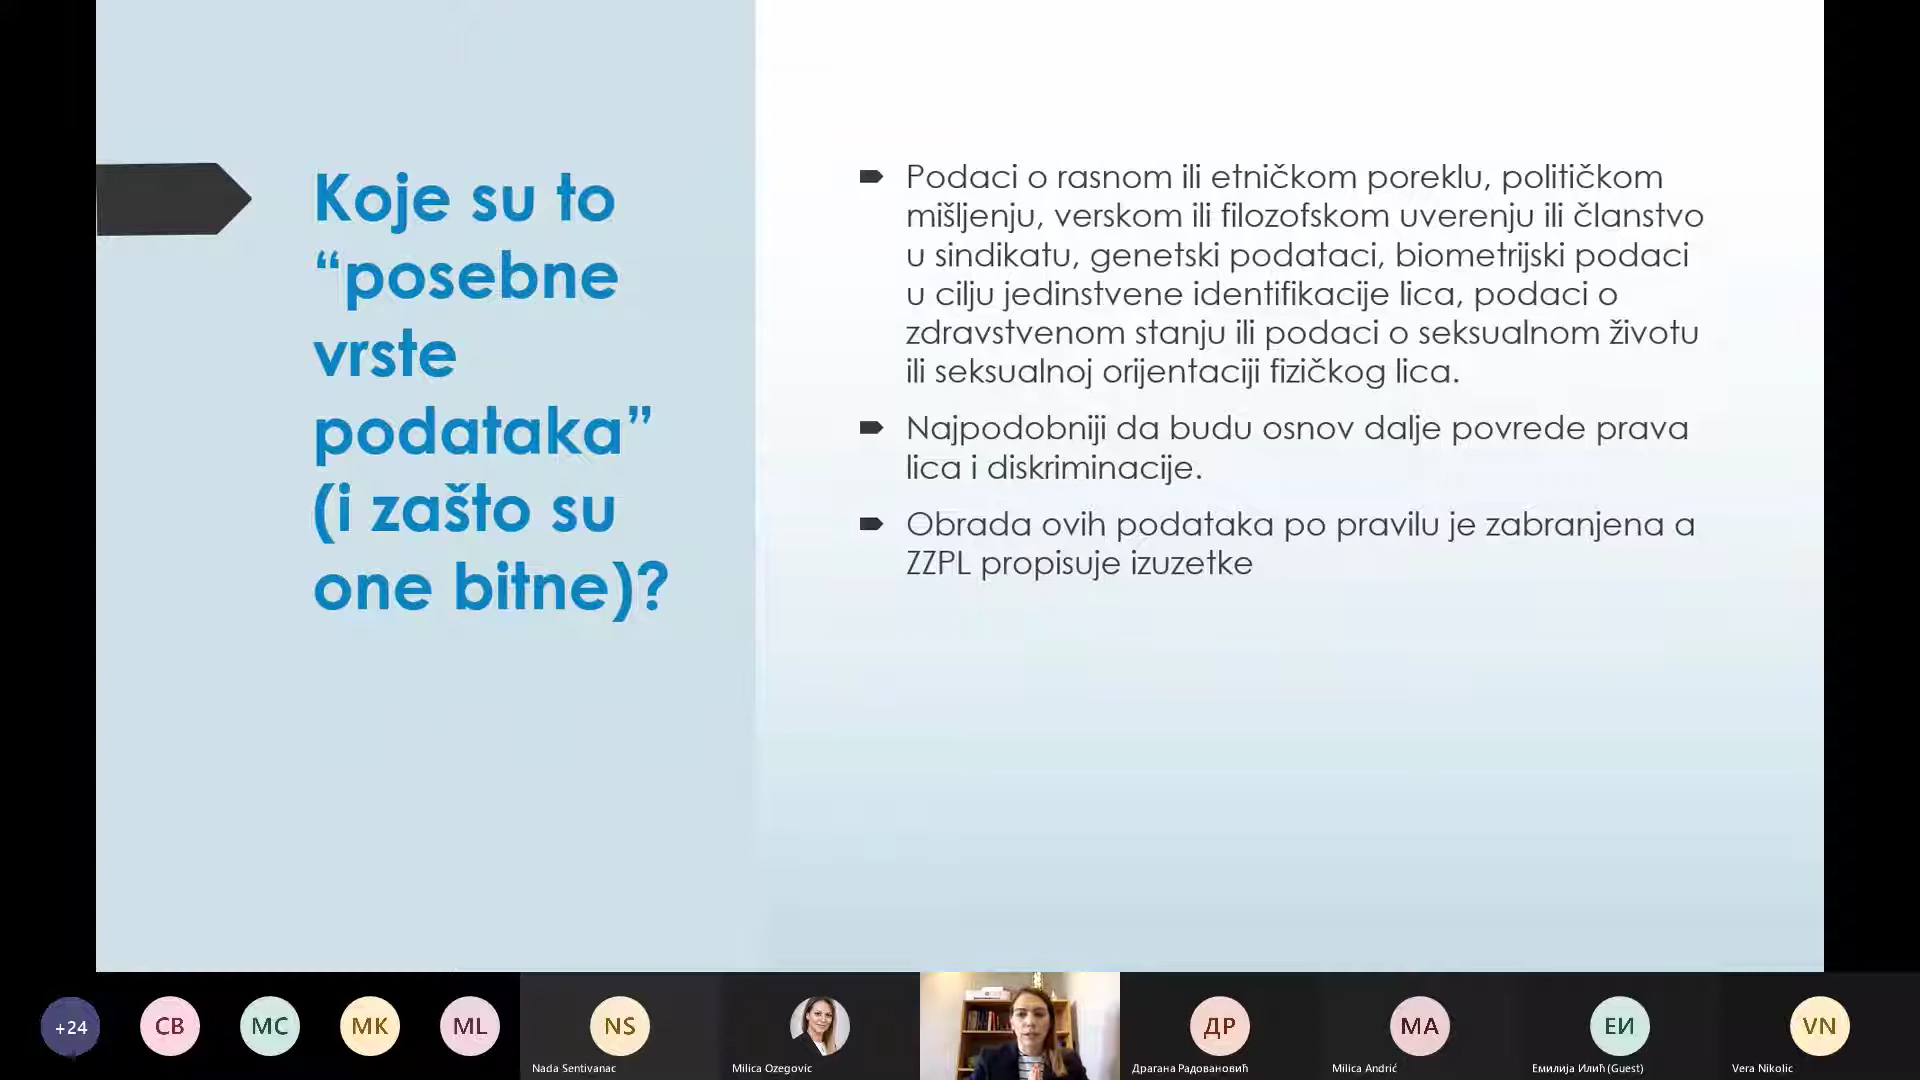 Koje su to
“posebne
vrste
podataka”
(i zašto su
one bitne)?
Podaci o rasnom ili etničkom poreklu, političkom
mišljenju, verskom ili filozofskom uverenju ili članstvo
u sindikatu, genetski podataci, biometrijski podaci
u cilju jedinstvene identifikacije lica, podaci o
zdravstvenom stanju ili podaci o seksualnom životu
ili seksualnoj orijentaciji fizičkog lica.
Najpodobniji da budu osnov dalje povrede prava
lica i diskriminacije.
Obrada ovih podataka po pravilu je zabranjena a
ZZPL propisuje izuzetke
+24
CB
MC
MK
ML
NS
ДР
MA
ЕИ
VN
Nada Sentivanac
Milica Ozegovic
Драгана Радовановић
Milica Andrić
Емилија Илић (Guest)
Vera Nikolic